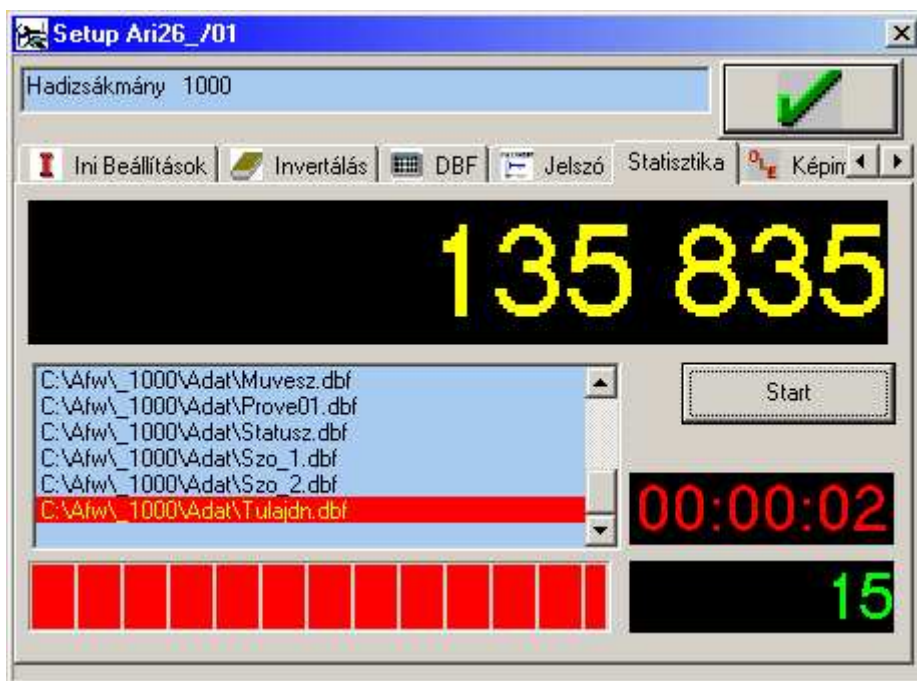 Setup Ari26_/01
Hadizsákmány 1000
Ini Beállítások Invertálás DBF Jelszó Statisztika OLE Képin
135 835
C:\Afw\_1000\Adat\Muvesz.dbf
C:\Afw\_1000\Adat\Prove01.dbf
C:\Afw\_1000\Adat\Statusz.dbf
C:\Afw\_1000\Adat\Szo_1.dbf
C:\Afw\_1000\Adat\Szo_2.dbf
C:\Afw\_1000\Adat\Tulajdn.dbf
Start
00:00:02
15